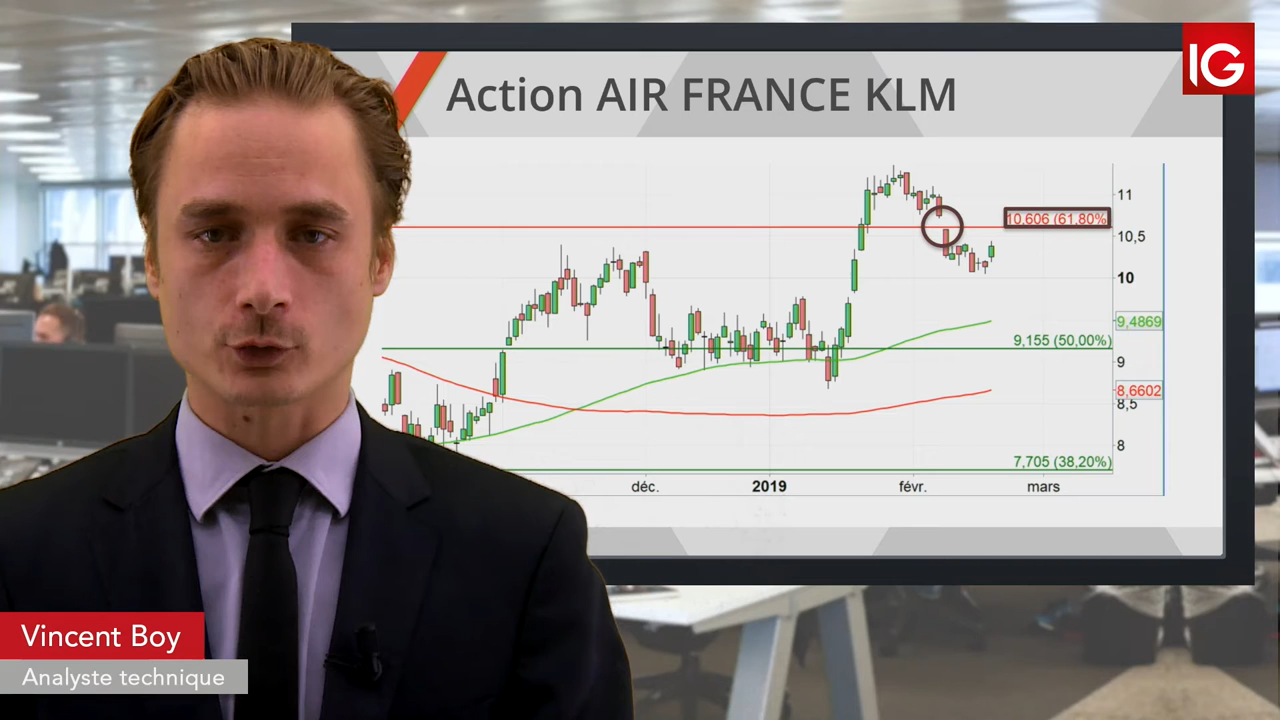 IG
Action AIR FRANCE KLM
11
10,606 (61,80%)
10,5
10
9,4869
9,155 (50,00%)
9
8,6602
8,5
8
7,705 (38,20%)
déc.
2019
févr.
mars
Vincent Boy
Analyste technique